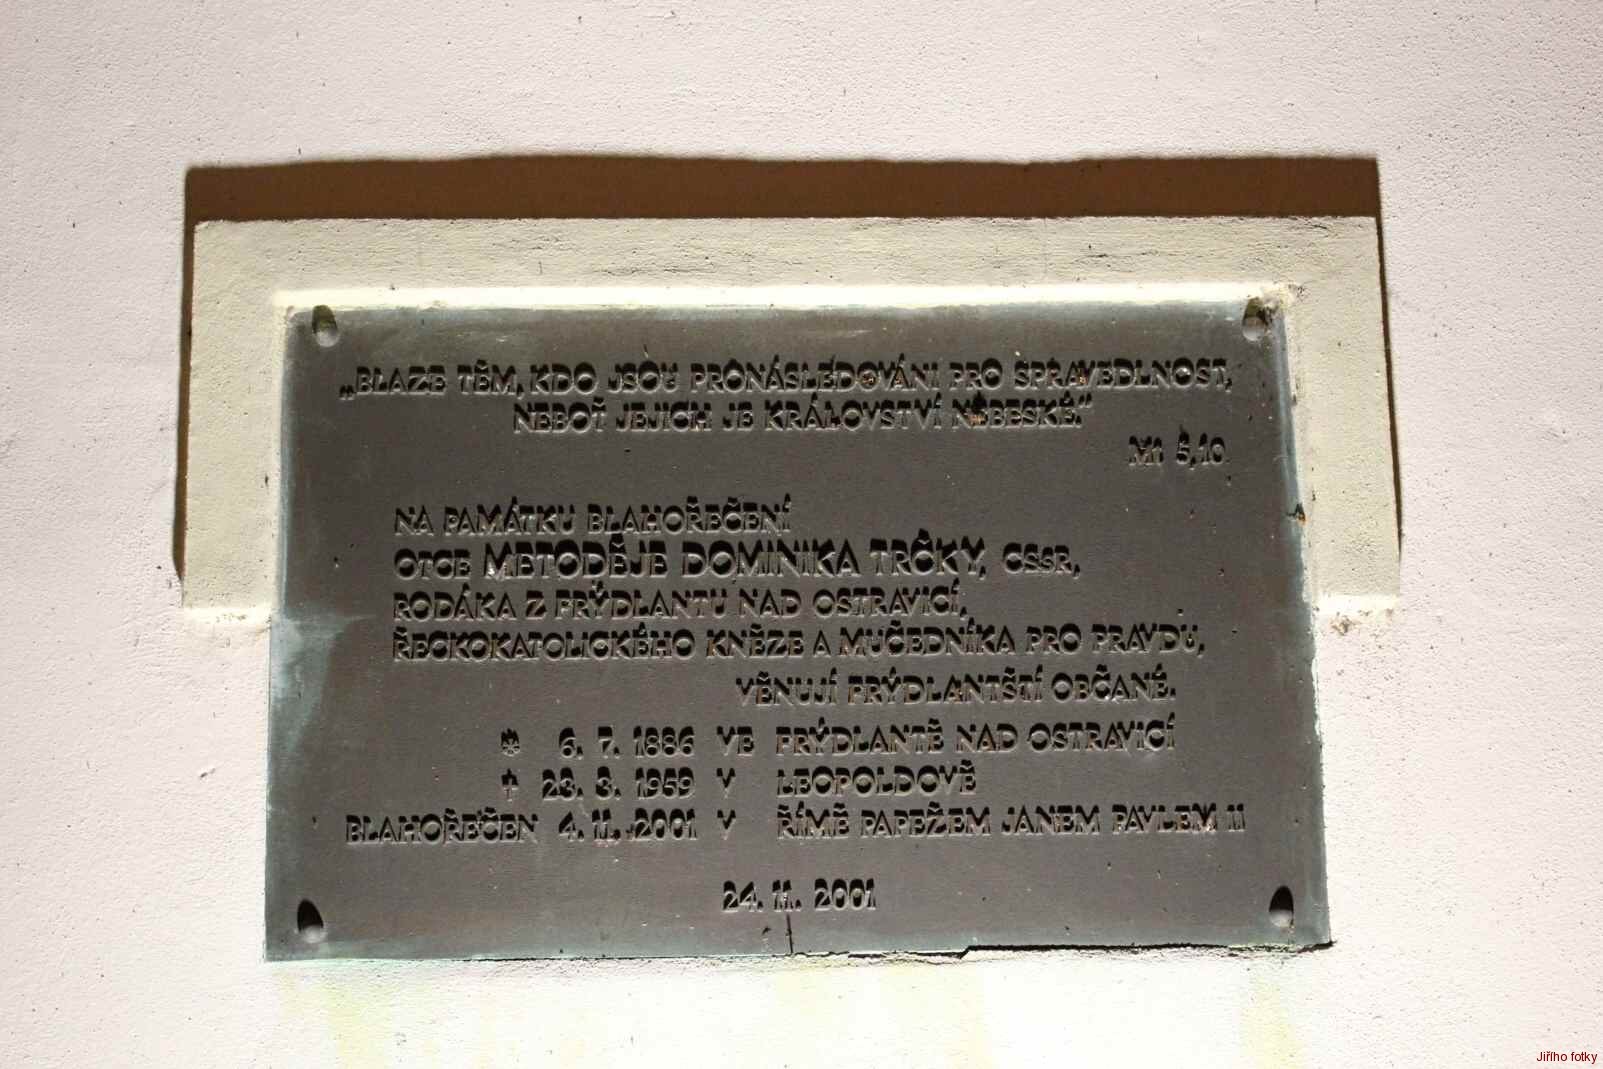 „BLAZE TĚM, KDO JSOU PRONÁSLEDOVÁNI PRO SPRAVEDLNOST,
NEBOŤ JEJICH JE KRÁLOVSTVÍ NEBESKÉ.“
Mt 5,10
NA PAMÁTKU BLAHOŘEČENÍ
OTCE METODĚJE DOMINIKA TRČKY, CSsR,
RODÁKA Z FRÝDLANTU NAD OSTRAVICÍ,
ŘECKOKATOLICKÉHO KNĚZE A MUČEDNÍKA PRO PRAVDU,
VĚNUJÍ FRÝDLANTŠTÍ OBČANÉ.
* 6. 7. 1886 VE FRÝDLANTĚ NAD OSTRAVICÍ
† 23. 3. 1959 V LEOPOLDOVĚ
BLAHOŘEČEN 4. 11. 2001 V ŘÍMĚ PAPEŽEM JANEM PAVLEM II
24. 11. 2001
Jiřího fotky